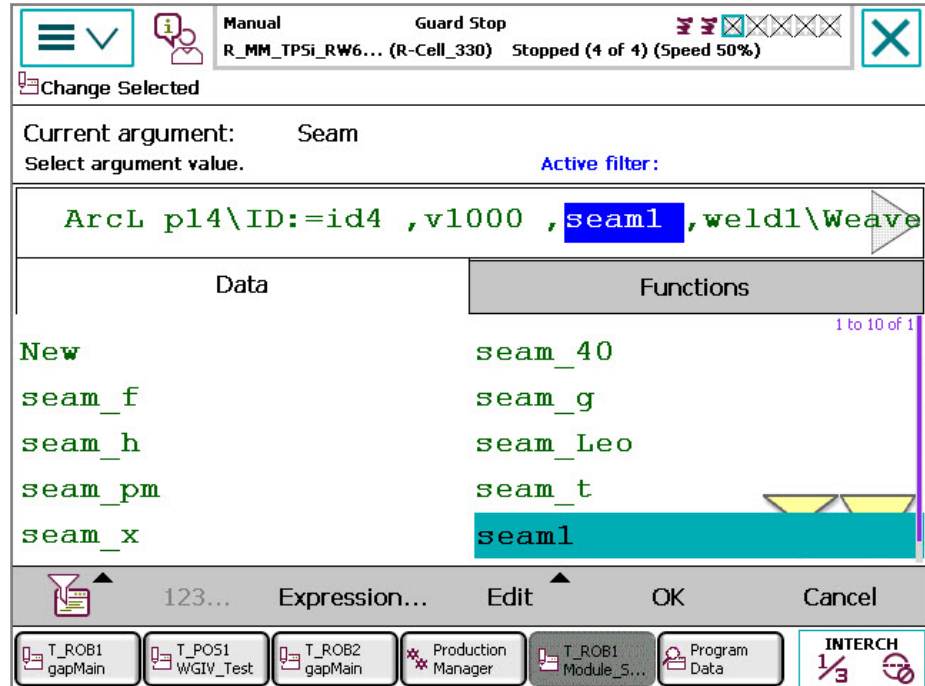 Manual Guard Stop
R_MM_TPSi_RW6... (R-Cell_330) Stopped (4 of 4) (Speed 50%)
Change Selected
Current argument: Seam
Select argument value. Active filter:
ArcL p14\ID:=id4 ,v1000 ,seam1 ,weld1\Weave
Data Functions
1 to 10 of 1
New seam_40
seam_f seam_g
seam_h seam_Leo
seam_pm seam_t
seam_x seam1
123... Expression... Edit OK Cancel
T_ROB1 T_POS1 T_ROB2 Production T_ROB1 Program INTERCH
gapMain WGIV_Test gapMain Manager Module_S... Data 1/3